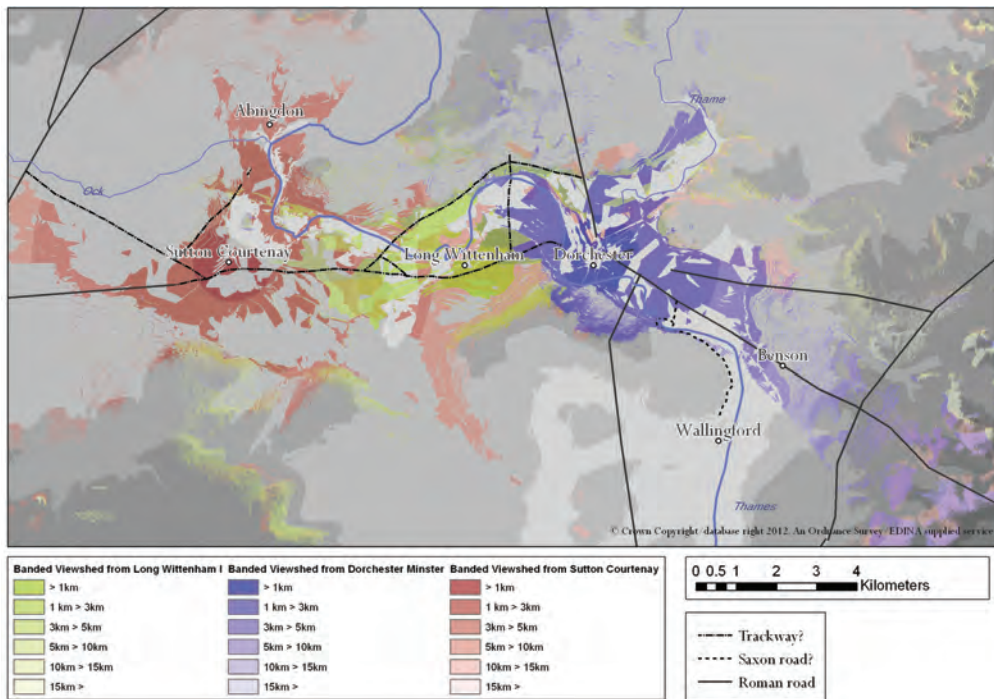 Abingdon
Thame
Ock
Sutton Courtenay
Long Wittenham
Dorchester
Benson
Wallingford
Thames
© Crown Copyright/database right 2012. An Ordnance Survey/EDINA supplied service
Banded Viewshed from Long Wittenham I
> 1km
1 km > 3km
3km > 5km
5km > 10km
10km > 15km
15km >
Banded Viewshed from Dorchester Minster
> 1km
1 km > 3km
3km > 5km
5km > 10km
10km > 15km
15km >
Banded Viewshed from Sutton Courtenay
> 1km
1 km > 3km
3km > 5km
5km > 10km
10km > 15km
15km >
0 0.5 1 2 3 4
Kilometers
Trackway?
Saxon road?
Roman road